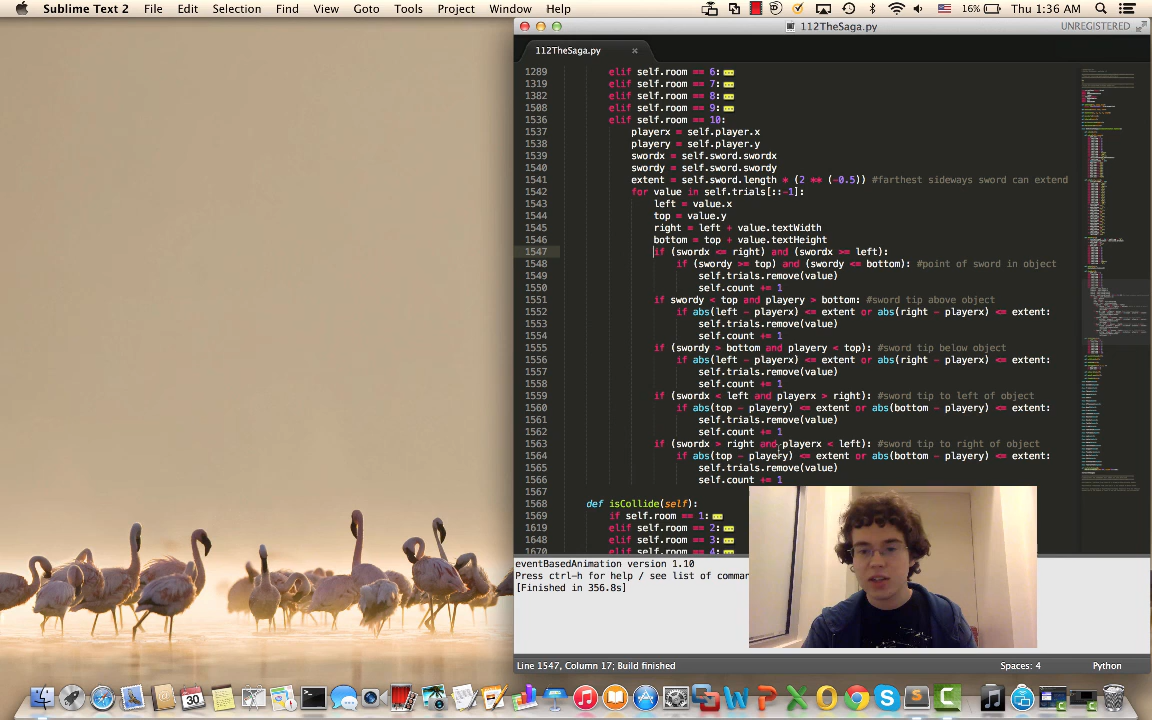 Sublime Text 2 File Edit Selection Find View Goto Tools Project Window Help 16% Thu 1:36 AM
112TheSaga.py UNREGISTERED
112TheSaga.py ×
1289 elif self.room == 6:
1319 elif self.room == 7:
1382 elif self.room == 8:
1508 elif self.room == 9:
1536 elif self.room == 10:
1537 playerx = self.player.x
1538 playery = self.player.y
1539 swordx = self.sword.swordx
1540 swordy = self.sword.swordy
1541 extent = self.sword.length * (2 ** (-0.5)) #farthest sideways sword can extend
1542 for value in self.trials[::-1]:
1543 left = value.x
1544 top = value.y
1545 right = left + value.textWidth
1546 bottom = top + value.textHeight
1547 if (swordx <= right) and (swordx >= left):
1548 if (swordy >= top) and (swordy <= bottom): #point of sword in object
1549 self.trials.remove(value)
1550 self.count += 1
1551 if swordy < top and playery > bottom: #sword tip above object
1552 if abs(left - playerx) <= extent or abs(right - playerx) <= extent:
1553 self.trials.remove(value)
1554 self.count += 1
1555 if (swordy > bottom and playery < top): #sword tip below object
1556 if abs(left - playerx) <= extent or abs(right - playerx) <= extent:
1557 self.trials.remove(value)
1558 self.count += 1
1559 if (swordx < left and playerx > right): #sword tip to left of object
1560 if abs(top - playery) <= extent or abs(bottom - playery) <= extent:
1561 self.trials.remove(value)
1562 self.count += 1
1563 if (swordx > right and playerx < left): #sword tip to right of object
1564 if abs(top - playery) <= extent or abs(bottom - playery) <= extent:
1565 self.trials.remove(value)
1566 self.count += 1
1567
1568 def isCollide(self):
1569 if self.room == 1:
1619 elif self.room == 2:
1648 elif self.room == 3:
1670 elif self.room == 4:
eventBasedAnimation version 1.10
Press ctrl-h for help / see list of comman
[Finished in 356.8s]
Line 1547, Column 17; Build finished Spaces: 4 Python
30